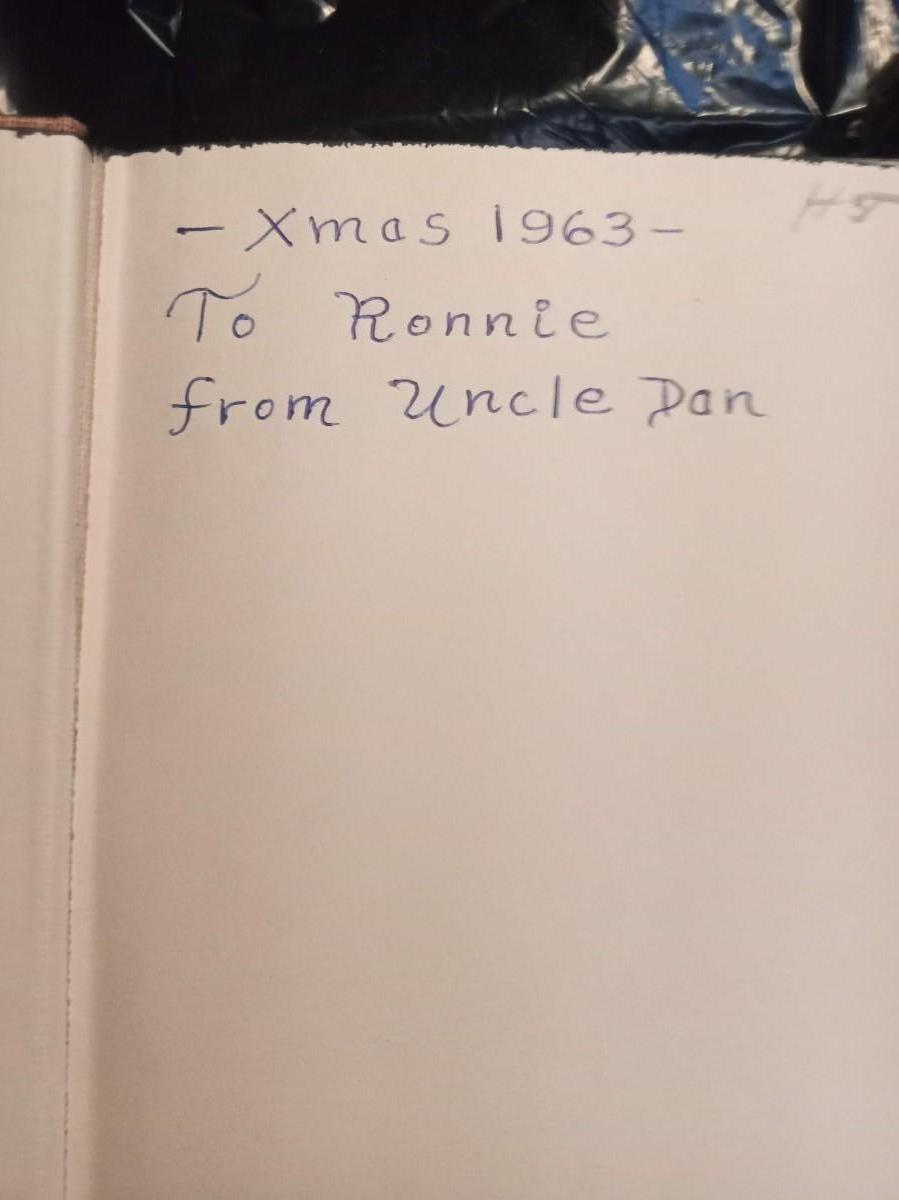 - Xmas 1963 -
To Ronnie
from Uncle Dan